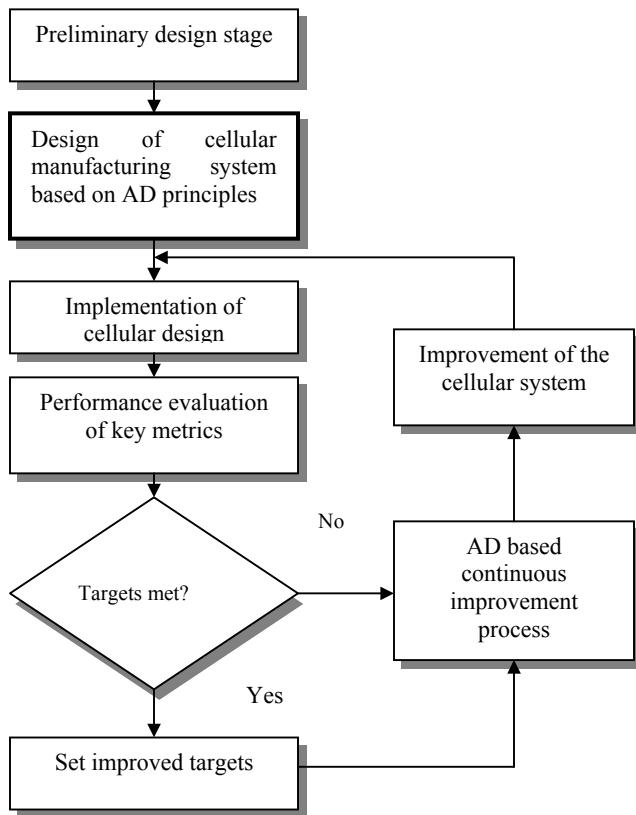 Preliminary design stage
Design of cellular
manufacturing system
based on AD principles
Implementation of
cellular design
Performance evaluation
of key metrics
Targets met?
No
Yes
Set improved targets
AD based
continuous
improvement
process
Improvement of the
cellular system